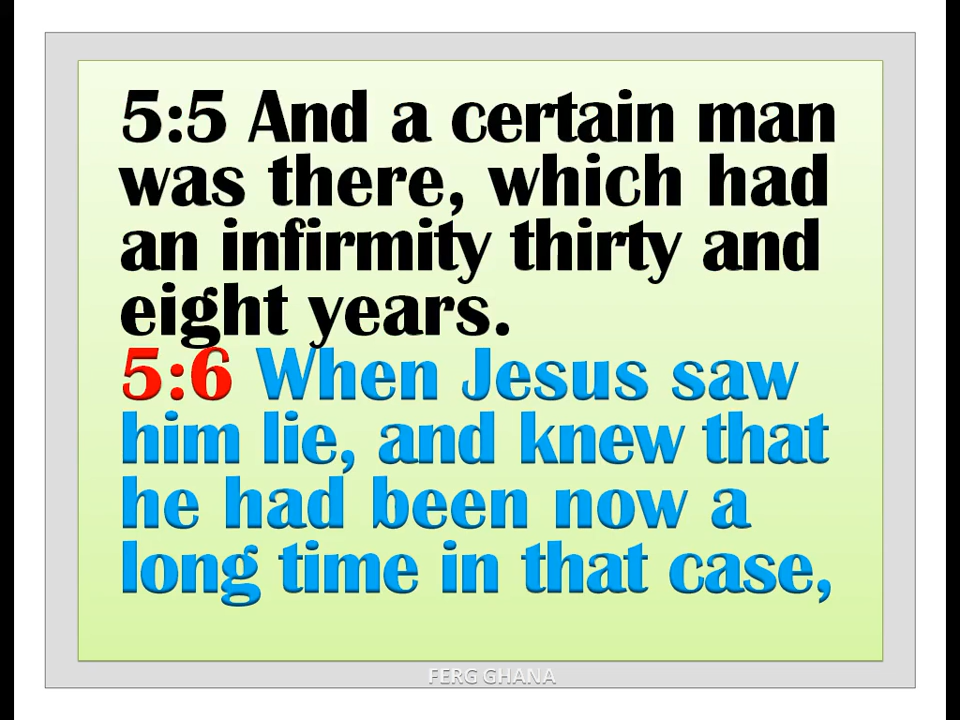 5:5 And a certain man
was there, which had
an infirmity thirty and
eight years.
5:6 When Jesus saw
him lie, and knew that
he had been now a
long time in that case,
FERG GHANA